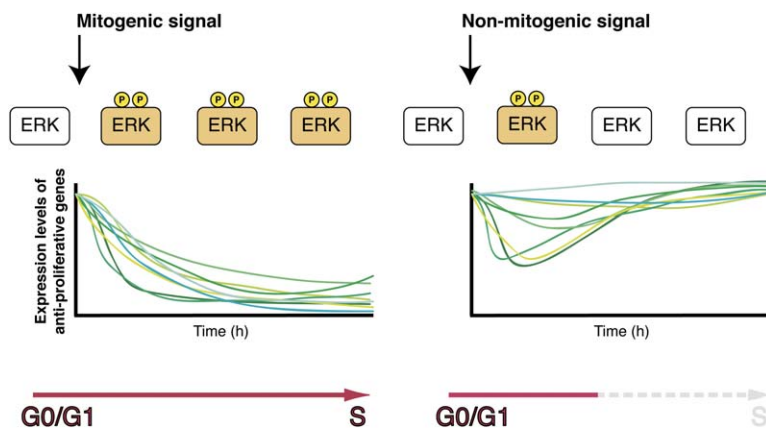 Mitogenic signal
Non-mitogenic signal
P P
P P
P P
P P
ERK
ERK
ERK
ERK
ERK
ERK
ERK
ERK
Expression levels of
anti-proliferative genes
Time (h)
Time (h)
G0/G1
S
G0/G1
S